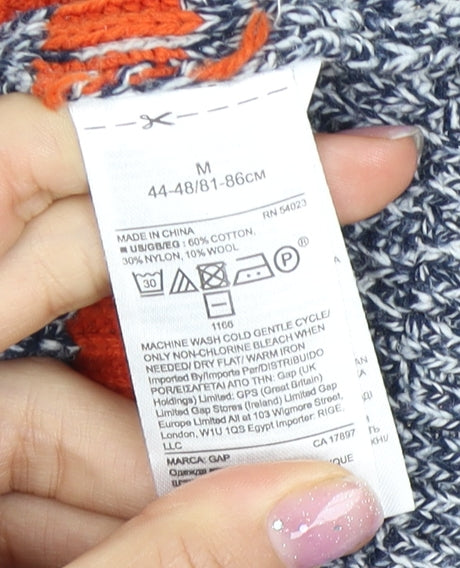 M
44-48/81-86CM
RN 54023
MADE IN CHINA
■ US/GB/EG : 60% COTTON,
30% NYLON, 10% WOOL
30 P ®
1166
MACHINE WASH COLD GENTLE CYCLE/
ONLY NON-CHLORINE BLEACH WHEN
NEEDED/ DRY FLAT/ WARM IRON
Imported By/Importe Par/DISTRIBUIDO
POR/ΕΙΣΑΓΕΤΑΙ ΑΠΟ ΤΗΝ: Gap (UK
Holdings) Limited: GPS (Great Britain)
Limited Gap Stores (Ireland) Limited Gap
Europe Limited All at 103 Wigmore Street,
London, W1U 1QS Egypt Importer: RIGE,
LLC
CA 17897
MARCA: GAP
Одежда